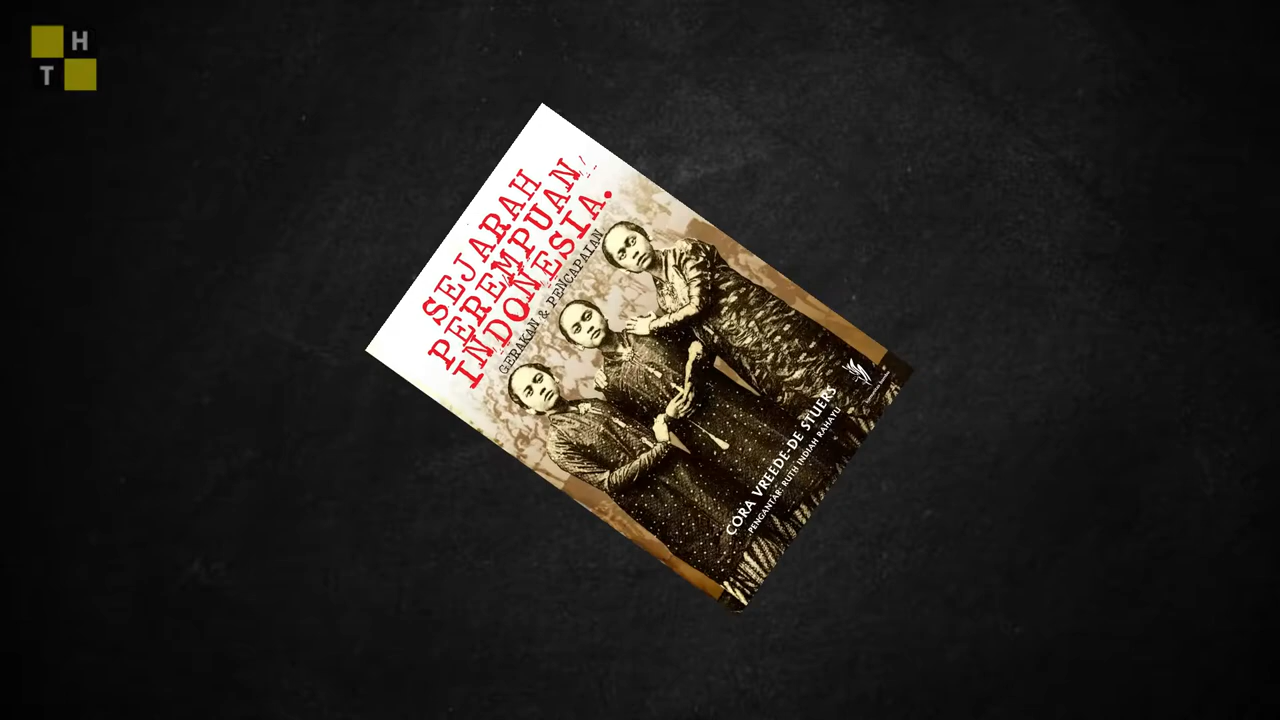 H
T
SEJARAH
PEREMPUAN
INDONESIA.
GERAKAN & PENCAPAIAN
CORA VREEDE-DE STUERS
PENGANTAR: RUTH INDIAH RAHAYU